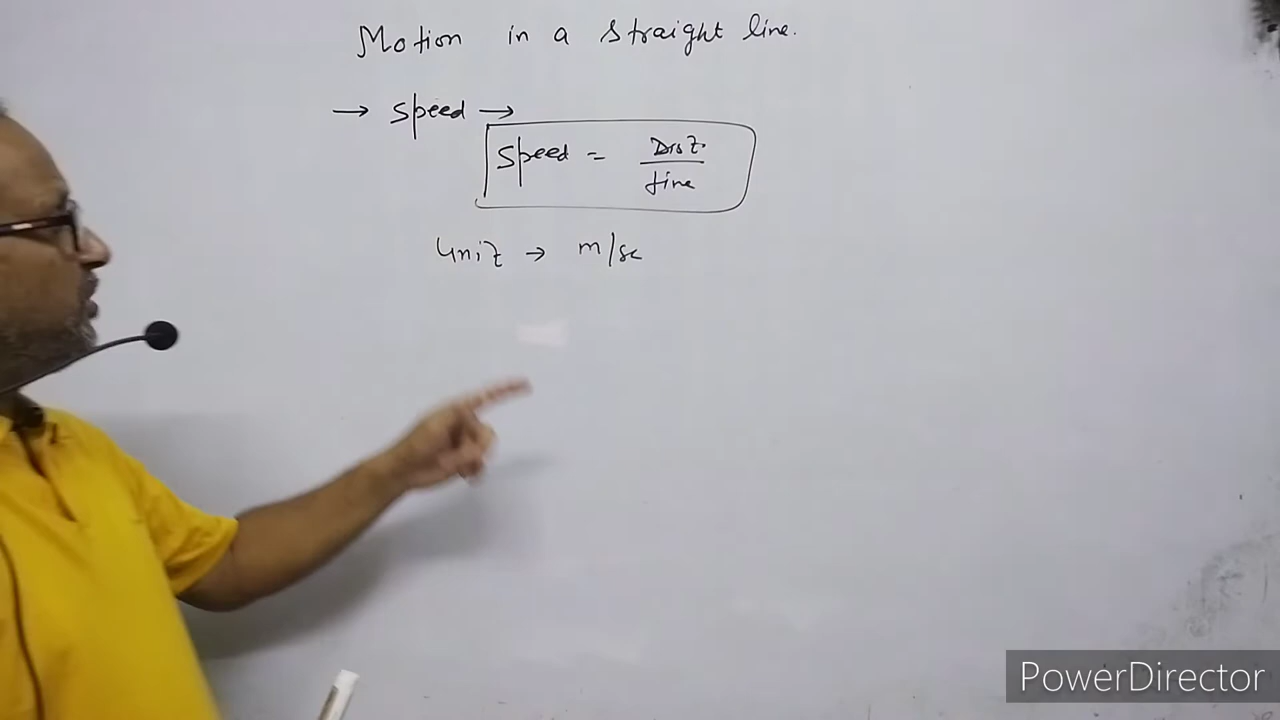 Motion in a straight line.
→ Speed →
Speed = Dist. / time
Unit → m/sec
PowerDirector